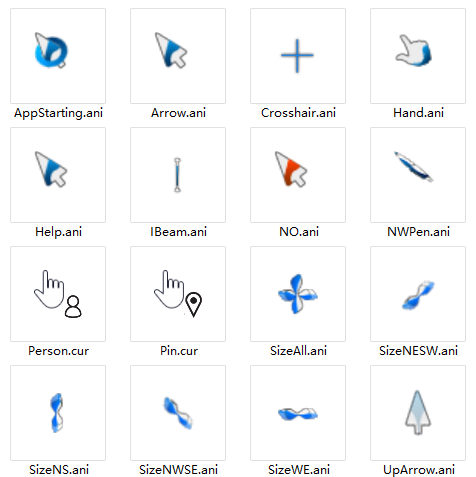 AppStarting.ani
Arrow.ani
Crosshair.ani
Hand.ani
Help.ani
IBeam.ani
NO.ani
NWPen.ani
Person.cur
Pin.cur
SizeAll.ani
SizeNESW.ani
SizeNS.ani
SizeNWSE.ani
SizeWE.ani
UpArrow.ani